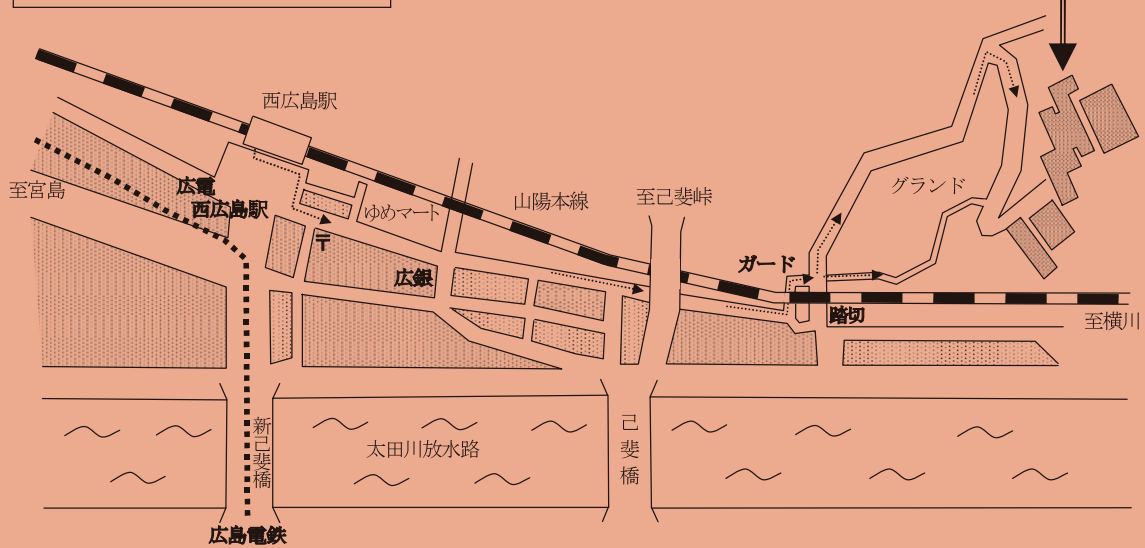 西広島駅
至宮島
広電
西広島駅
ゆめマート
〒
山陽本線
至己斐峠
グランド
広銀
ガード
踏切
至横川
新己斐橋
太田川放水路
己斐橋
広島電鉄